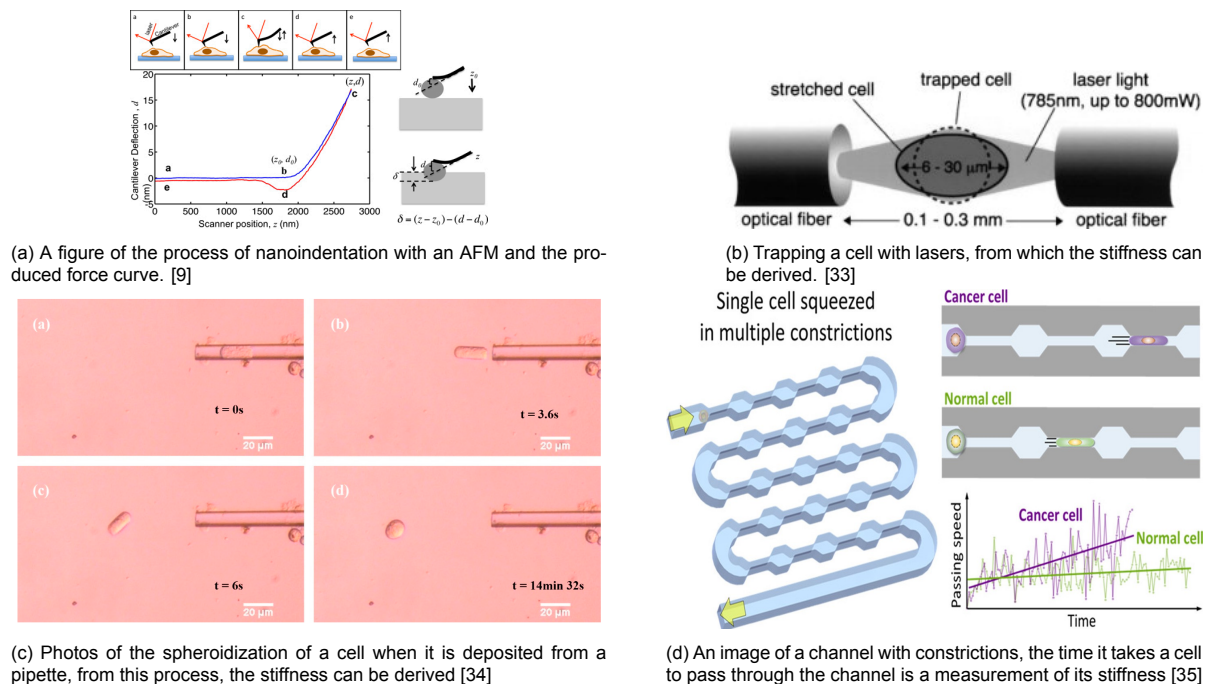 a
b
c
d
e
laser
Cantilever
20
15
10
5
0
-5
Cantilever Deflection , d
(nm)
(z,d)
c
(z₀, d₀)
a
b
e
d
0
500
1000
1500
2000
2500
3000
Scanner position, z (nm)
d₀
z₀
d
z
δ
δ = (z − z₀) − (d − d₀)
(a) A figure of the process of nanoindentation with an AFM and the pro-
duced force curve. [9]
stretched cell
trapped cell
laser light
(785nm, up to 800mW)
6 - 30 μm
optical fiber
0.1 - 0.3 mm
optical fiber
(b) Trapping a cell with lasers, from which the stiffness can
be derived. [33]
(a)
t = 0s
20 μm
(b)
t = 3.6s
20 μm
(c)
t = 6s
20 μm
(d)
t = 14min 32s
20 μm
(c) Photos of the spheroidization of a cell when it is deposited from a
pipette, from this process, the stiffness can be derived [34]
Single cell squeezed
in multiple constrictions
Cancer cell
Normal cell
Cancer cell
Normal cell
Passing speed
Time
(d) An image of a channel with constrictions, the time it takes a cell
to pass through the channel is a measurement of its stiffness [35]